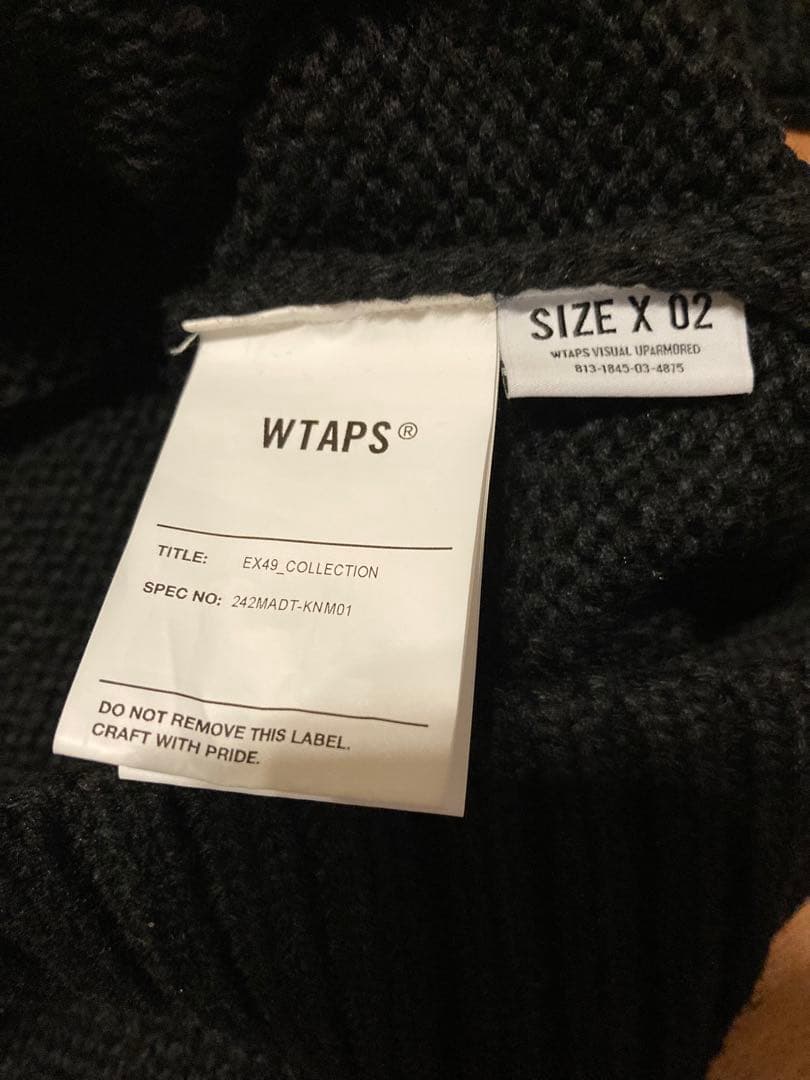 SIZE X 02
WTAPS VISUAL UPARMORED
813-1845-03-4875
WTAPS®
TITLE: EX49_COLLECTION
SPEC NO: 242MADT-KNM01
DO NOT REMOVE THIS LABEL.
CRAFT WITH PRIDE.